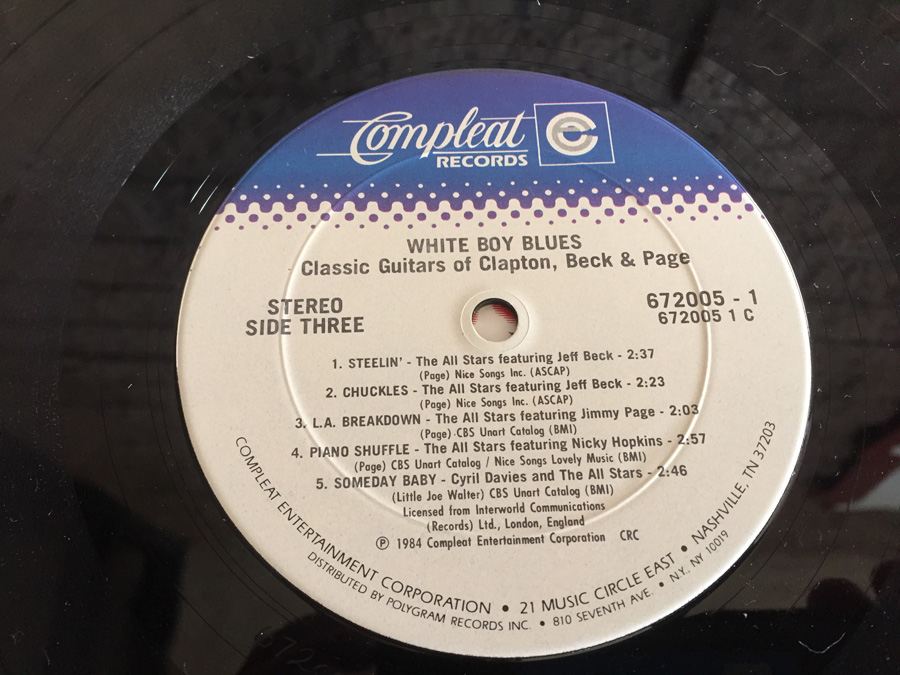 Compleat
RECORDS
WHITE BOY BLUES
Classic Guitars of Clapton, Beck & Page
STEREO
SIDE THREE
672005 - 1
672005 1 C
1. STEELIN' - The All Stars featuring Jeff Beck - 2:37
(Page) Nice Songs Inc. (ASCAP)
2. CHUCKLES - The All Stars featuring Jeff Beck - 2:23
(Page) Nice Songs Inc. (ASCAP)
3. L.A. BREAKDOWN - The All Stars featuring Jimmy Page - 2:03
(Page) CBS Unart Catalog (BMI)
4. PIANO SHUFFLE - The All Stars featuring Nicky Hopkins - 2:57
(Page) CBS Unart Catalog / Nice Songs Lovely Music (BMI)
5. SOMEDAY BABY - Cyril Davies and The All Stars - 2:46
(Little Joe Walter) CBS Unart Catalog (BMI)
Licensed from Interworld Communications
(Records) Ltd., London, England
Ⓟ 1984 Compleat Entertainment Corporation CRC
COMPLEAT ENTERTAINMENT CORPORATION • 21 MUSIC CIRCLE EAST • NASHVILLE, TN 37203
DISTRIBUTED BY POLYGRAM RECORDS INC. • 810 SEVENTH AVE. • N.Y., NY 10019